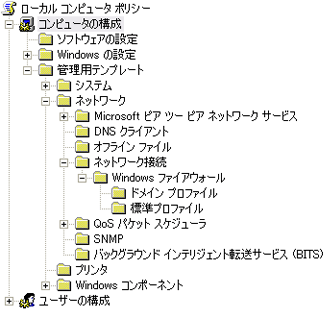 ローカル コンピュータ ポリシー
コンピュータの構成
ソフトウェアの設定
Windows の設定
管理用テンプレート
システム
ネットワーク
Microsoft ピア ツー ピア ネットワーク サービス
DNS クライアント
オフライン ファイル
ネットワーク接続
Windows ファイアウォール
ドメイン プロファイル
標準プロファイル
QoS パケット スケジューラ
SNMP
バックグラウンド インテリジェント転送サービス (BITS)
プリンタ
Windows コンポーネント
ユーザーの構成